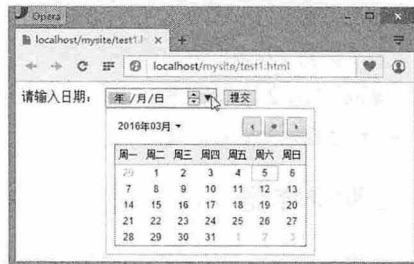 Opera
localhost/mysite/test1.h
localhost/mysite/test1.html
请输入日期： 年/月/日 提交
2016年03月
周一 周二 周三 周四 周五 周六 周日
29 1 2 3 4 5 6
7 8 9 10 11 12 13
14 15 16 17 18 19 20
21 22 23 24 25 26 27
28 29 30 31 1 2 3